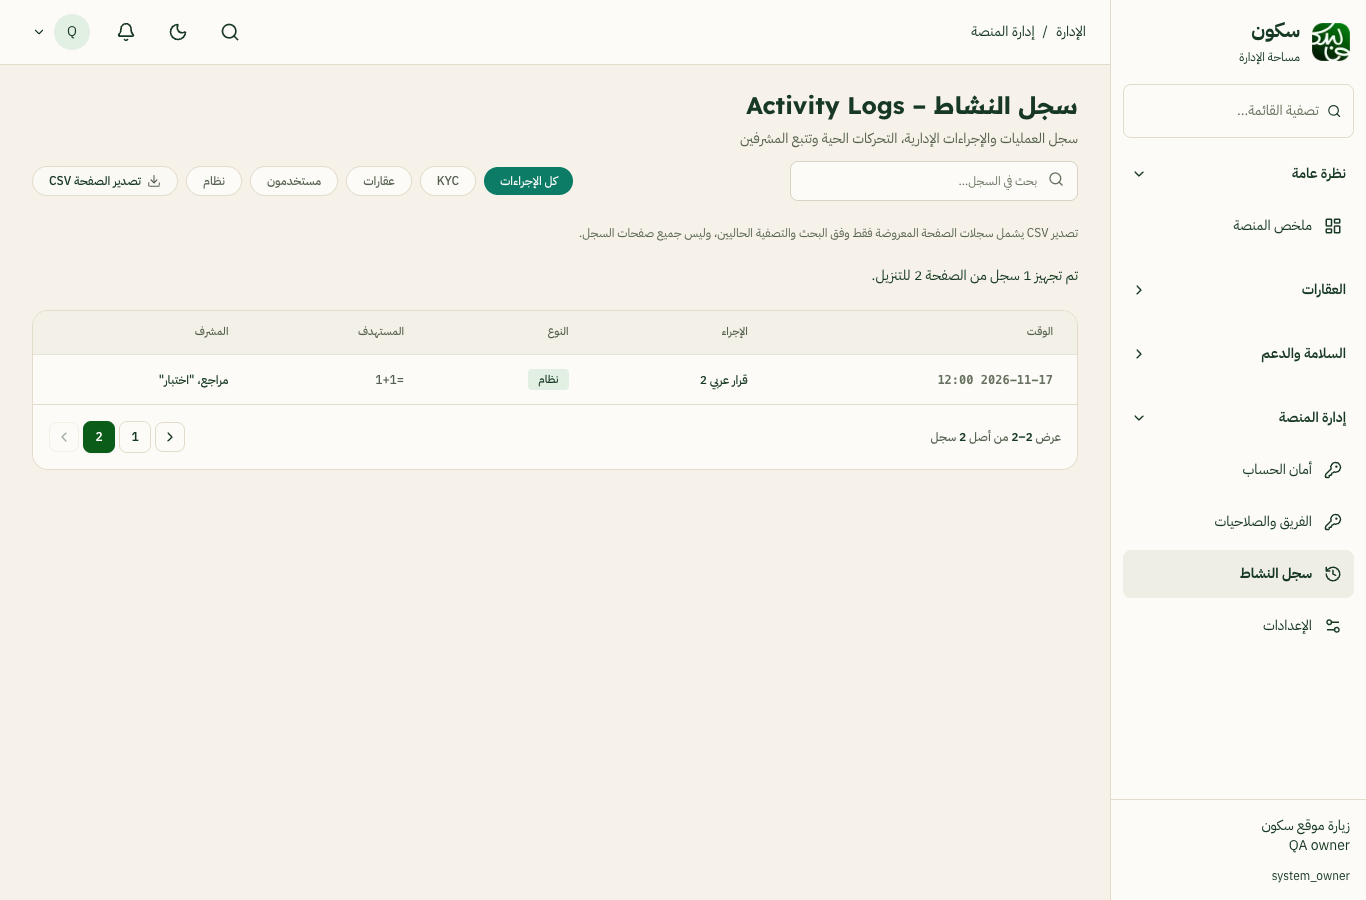 سكون
مساحة الإدارة
تصفية القائمة...
نظرة عامة
ملخص المنصة
العقارات
السلامة والدعم
إدارة المنصة
أمان الحساب
الفريق والصلاحيات
سجل النشاط
الإعدادات
زيارة موقع سكون
QA owner
system_owner
الإدارة / إدارة المنصة
Q
سجل النشاط – Activity Logs
سجل العمليات والإجراءات الإدارية، التحركات الحية وتتبع المشرفين
بحث في السجل...
كل الإجراءات
KYC
عقارات
مستخدمون
نظام
تصدير الصفحة CSV
تصدير CSV يشمل سجلات الصفحة المعروضة فقط وفق البحث والتصفية الحاليين، وليس جميع صفحات السجل.
تم تجهيز 1 سجل من الصفحة 2 للتنزيل.
الوقت الإجراء النوع المستهدف المشرف
2026-11-17 12:00 قرار عربي 2 نظام =1+1 مراجع، "اختبار"
عرض 2–2 من أصل 2 سجل
1 2